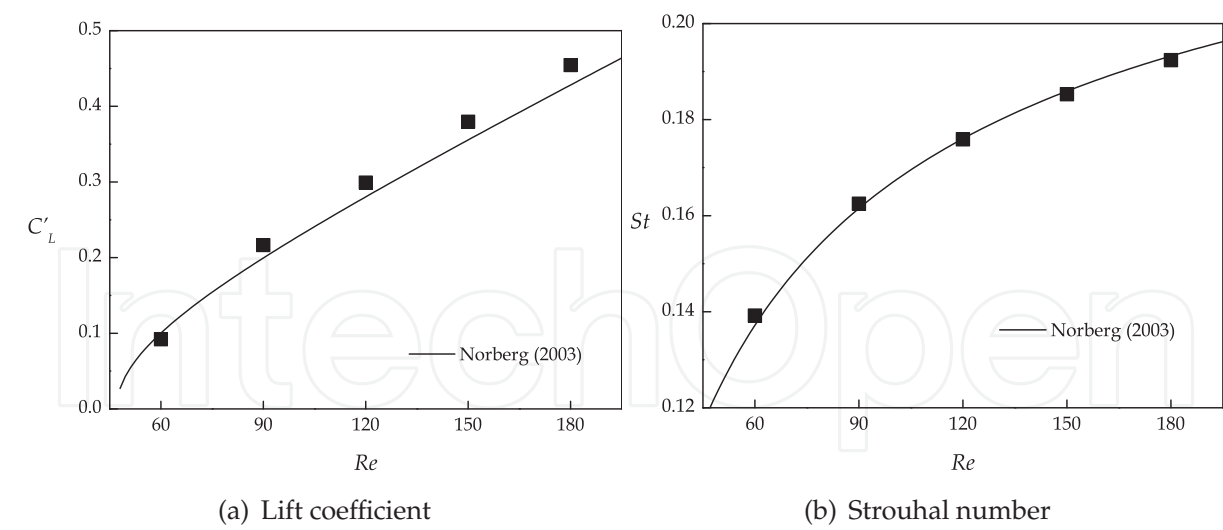 0.5
0.4
0.3
0.2
0.1
0.0
C′L
60 90 120 150 180
Re
Norberg (2003)
(a) Lift coefficient
0.20
0.18
0.16
0.14
0.12
St
60 90 120 150 180
Re
Norberg (2003)
(b) Strouhal number
IntechOpen